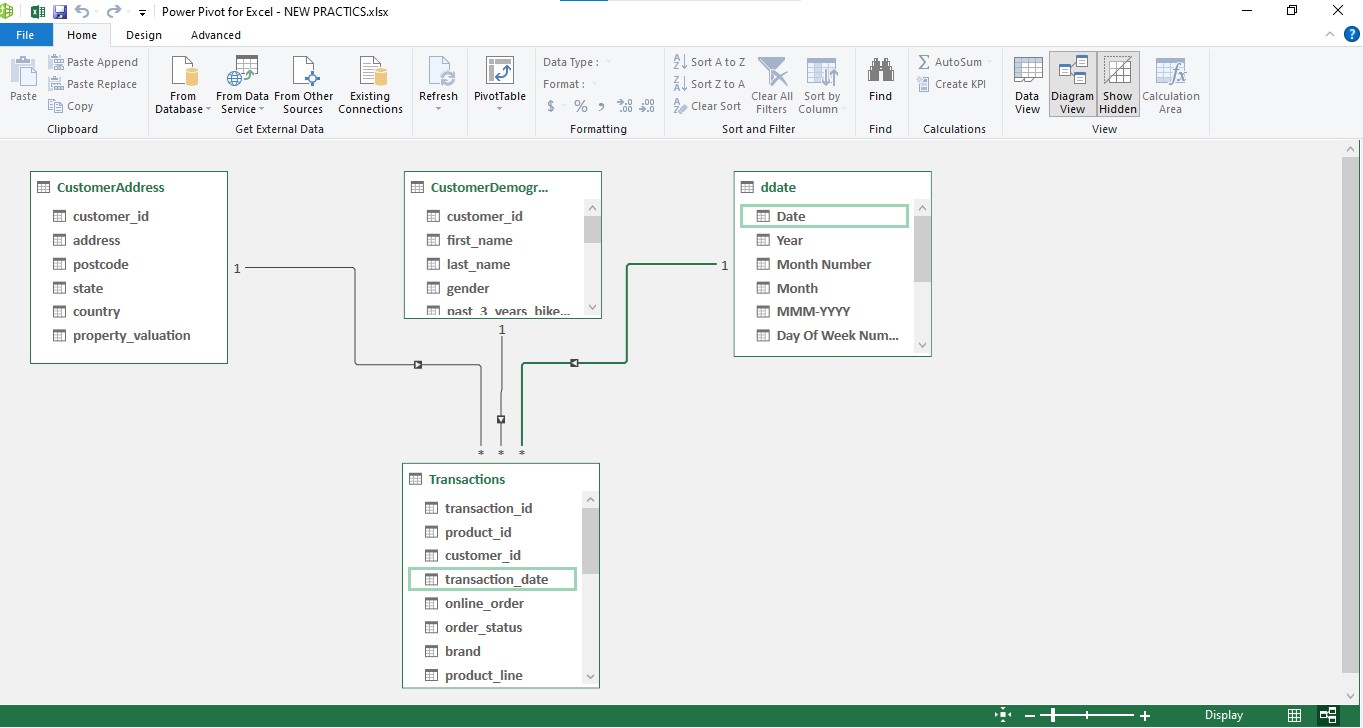 Power Pivot for Excel - NEW PRACTICS.xlsx
File Home Design Advanced
Paste
Paste Append
Paste Replace
Copy
Clipboard
From Database
From Data Service
From Other Sources
Existing Connections
Get External Data
Refresh
PivotTable
Data Type :
Format :
$ % ,
Formatting
Sort A to Z
Sort Z to A
Clear Sort
Clear All Filters
Sort by Column
Sort and Filter
Find
Find
AutoSum
Create KPI
Calculations
Data View
Diagram View
Show Hidden
Calculation Area
View
CustomerAddress
customer_id
address
postcode
state
country
property_valuation
1
CustomerDemogr...
customer_id
first_name
last_name
gender
past_3_years_bike...
1
ddate
Date
Year
Month Number
Month
MMM-YYYY
Day Of Week Num...
1
* * *
Transactions
transaction_id
product_id
customer_id
transaction_date
online_order
order_status
brand
product_line
Display